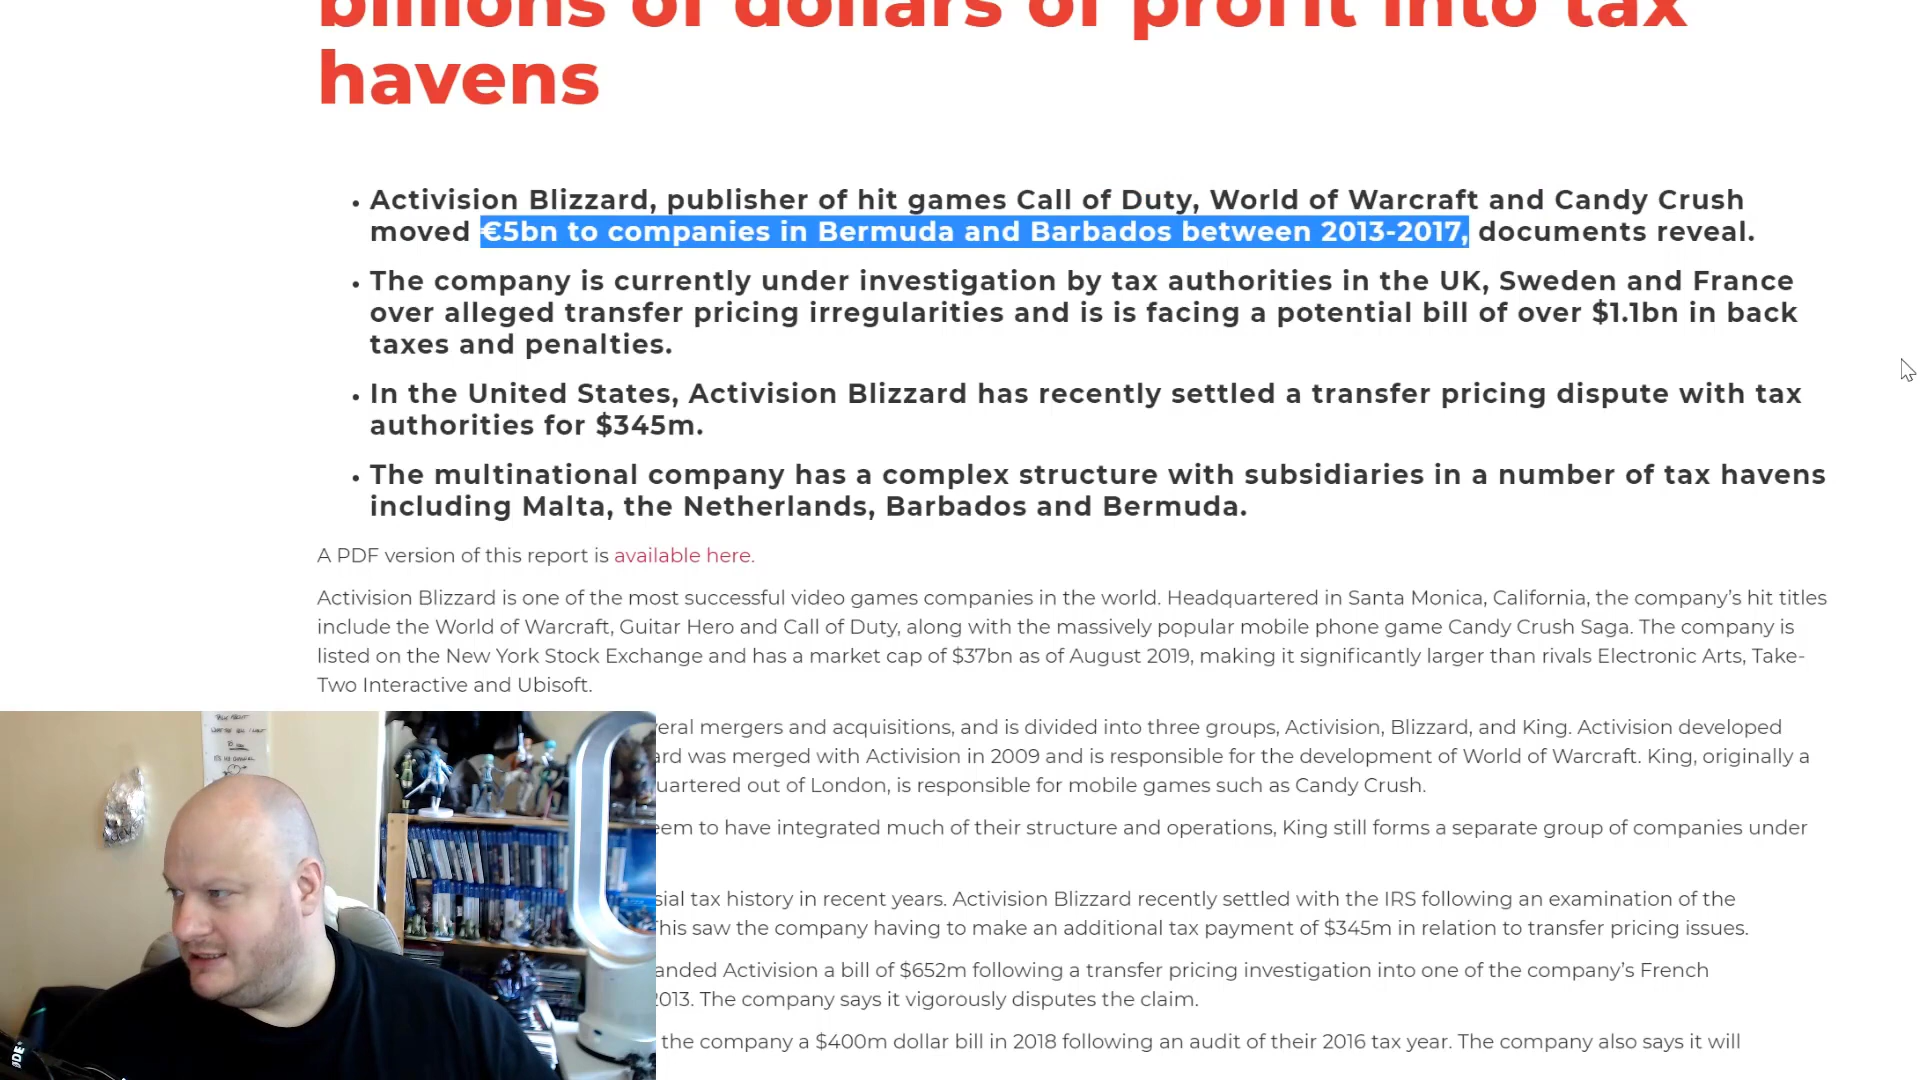 billions of dollars of profit into tax
havens
• Activision Blizzard, publisher of hit games Call of Duty, World of Warcraft and Candy Crush
moved €5bn to companies in Bermuda and Barbados between 2013-2017, documents reveal.
• The company is currently under investigation by tax authorities in the UK, Sweden and France
over alleged transfer pricing irregularities and is is facing a potential bill of over $1.1bn in back
taxes and penalties.
• In the United States, Activision Blizzard has recently settled a transfer pricing dispute with tax
authorities for $345m.
• The multinational company has a complex structure with subsidiaries in a number of tax havens
including Malta, the Netherlands, Barbados and Bermuda.
A PDF version of this report is available here.
Activision Blizzard is one of the most successful video games companies in the world. Headquartered in Santa Monica, California, the company’s hit titles
include the World of Warcraft, Guitar Hero and Call of Duty, along with the massively popular mobile phone game Candy Crush Saga. The company is
listed on the New York Stock Exchange and has a market cap of $37bn as of August 2019, making it significantly larger than rivals Electronic Arts, Take-
Two Interactive and Ubisoft.
eral mergers and acquisitions, and is divided into three groups, Activision, Blizzard, and King. Activision developed
ard was merged with Activision in 2009 and is responsible for the development of World of Warcraft. King, originally a
uartered out of London, is responsible for mobile games such as Candy Crush.
eem to have integrated much of their structure and operations, King still forms a separate group of companies under
sial tax history in recent years. Activision Blizzard recently settled with the IRS following an examination of the
This saw the company having to make an additional tax payment of $345m in relation to transfer pricing issues.
anded Activision a bill of $652m following a transfer pricing investigation into one of the company’s French
2013. The company says it vigorously disputes the claim.
the company a $400m dollar bill in 2018 following an audit of their 2016 tax year. The company also says it will